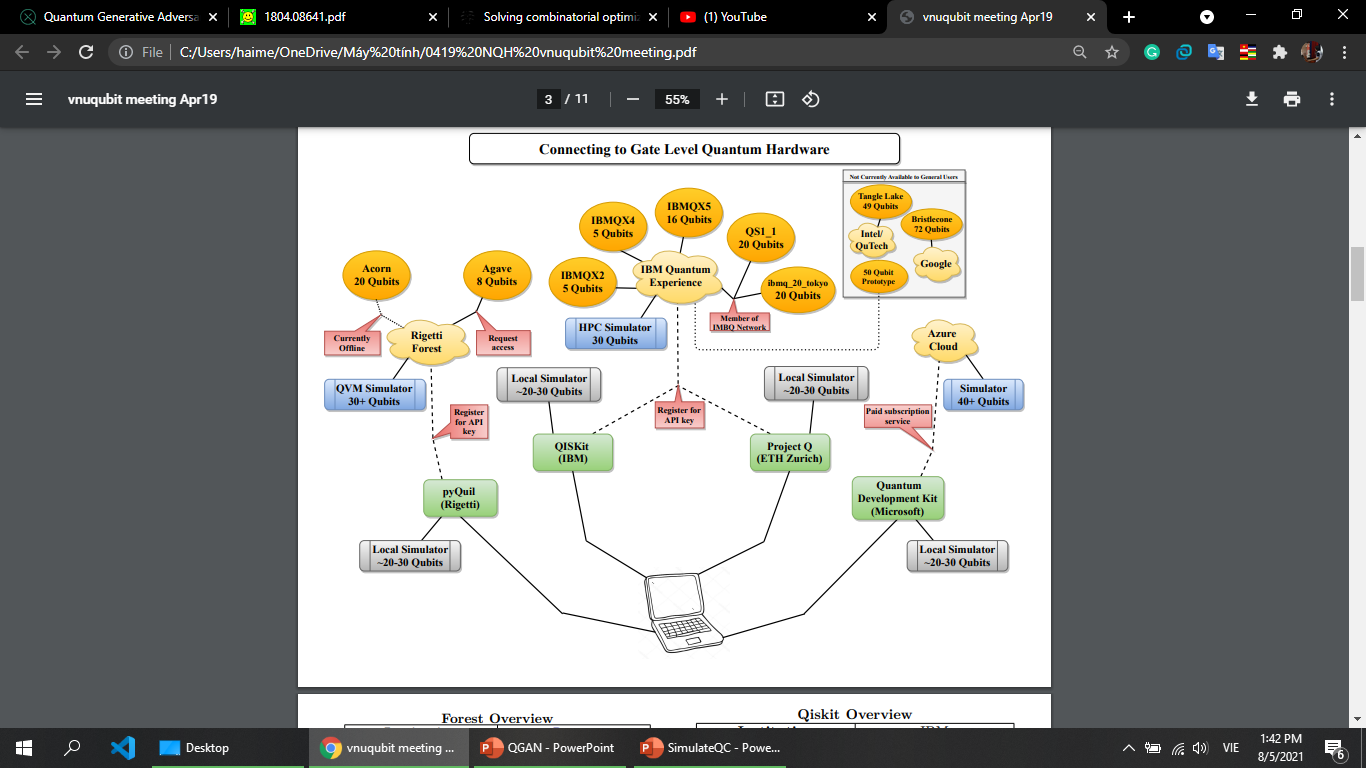 Quantum Generative Adversa
1804.08641.pdf
Solving combinatorial optimiz
(1) YouTube
vnuqubit meeting Apr19
File
C:/Users/haime/OneDrive/Máy%20tính/0419%20NQH%20vnuqubit%20meeting.pdf
vnuqubit meeting Apr19
3 / 11
55%
Connecting to Gate Level Quantum Hardware
Not Currently Available to General Users
Tangle Lake
49 Qubits
Bristlecone
72 Qubits
Intel/
QuTech
Google
50 Qubit
Prototype
IBMQX4
5 Qubits
IBMQX5
16 Qubits
QS1_1
20 Qubits
Acorn
20 Qubits
Agave
8 Qubits
IBMQX2
5 Qubits
IBM Quantum
Experience
ibmq_20_tokyo
20 Qubits
Member of
IMBQ Network
HPC Simulator
30 Qubits
Currently
Offline
Rigetti
Forest
Request
access
Azure
Cloud
QVM Simulator
30+ Qubits
Local Simulator
~20-30 Qubits
Local Simulator
~20-30 Qubits
Simulator
40+ Qubits
Register
for API
key
Register for
API key
Paid subscription
service
QISKit
(IBM)
Project Q
(ETH Zurich)
pyQuil
(Rigetti)
Quantum
Development Kit
(Microsoft)
Local Simulator
~20-30 Qubits
Local Simulator
~20-30 Qubits
Forest Overview
Qiskit Overview
Desktop
vnuqubit meeting ...
QGAN - PowerPoint
SimulateQC - Powe...
VIE
1:42 PM
8/5/2021
6